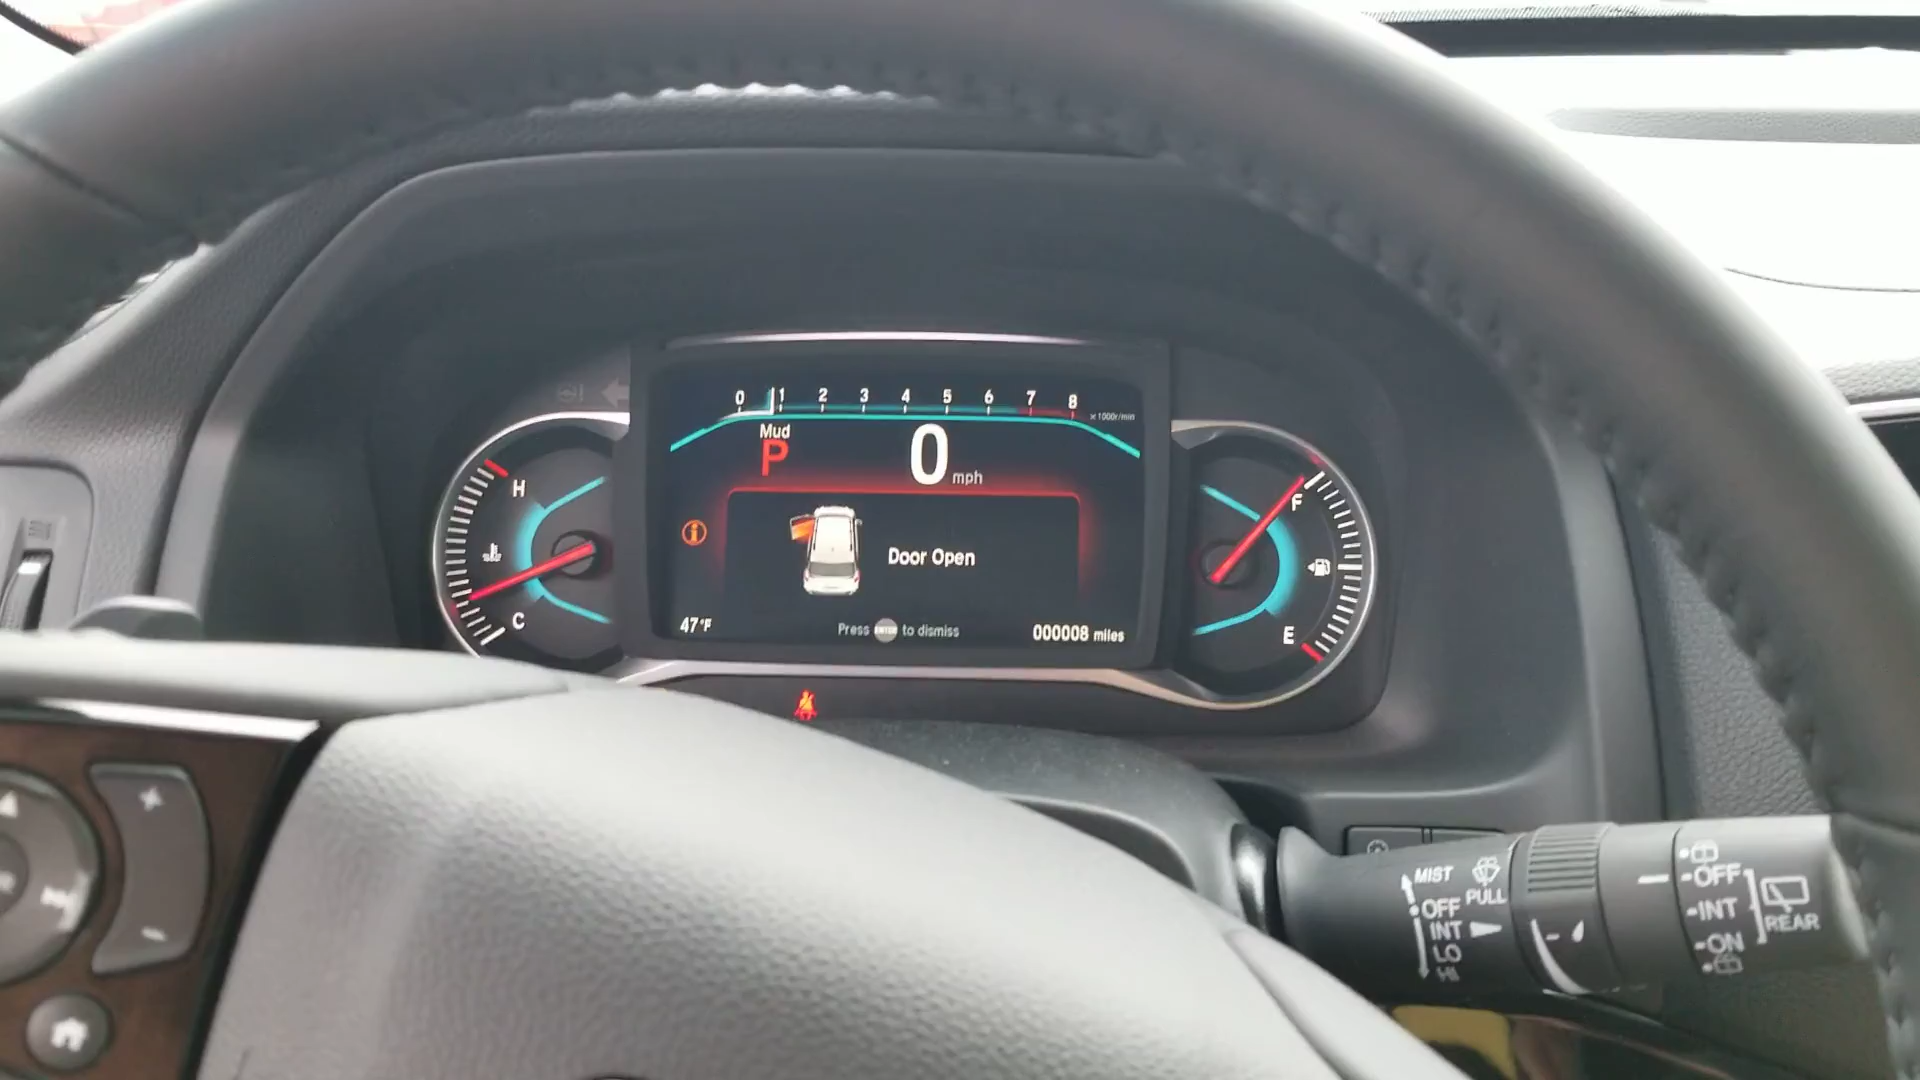 0 1 2 3 4 5 6 7 8
x1000r/min
Mud
P
0 mph
H
C
F
E
Door Open
47°F
Press ENTER to dismiss
000008 miles
+
-
MIST
PULL
OFF
INT
LO
HI
OFF
INT
ON
REAR